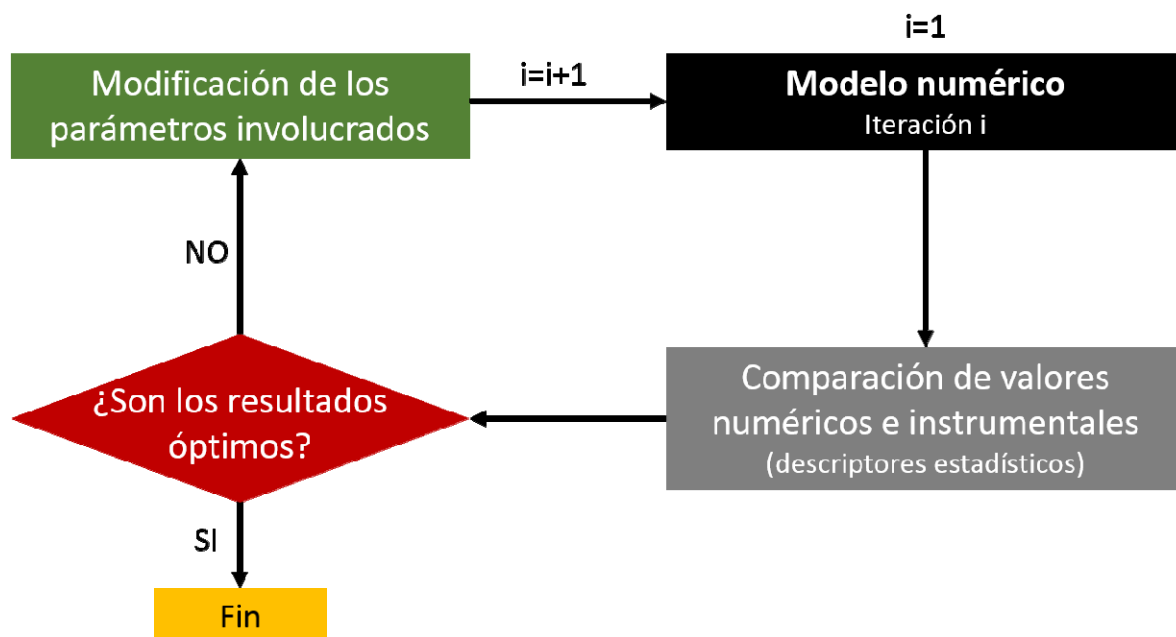 i=1
Modelo numérico
Iteración i
i=i+1
Modificación de los
parámetros involucrados
NO
¿Son los resultados
óptimos?
Comparación de valores
numéricos e instrumentales
(descriptores estadísticos)
SI
Fin